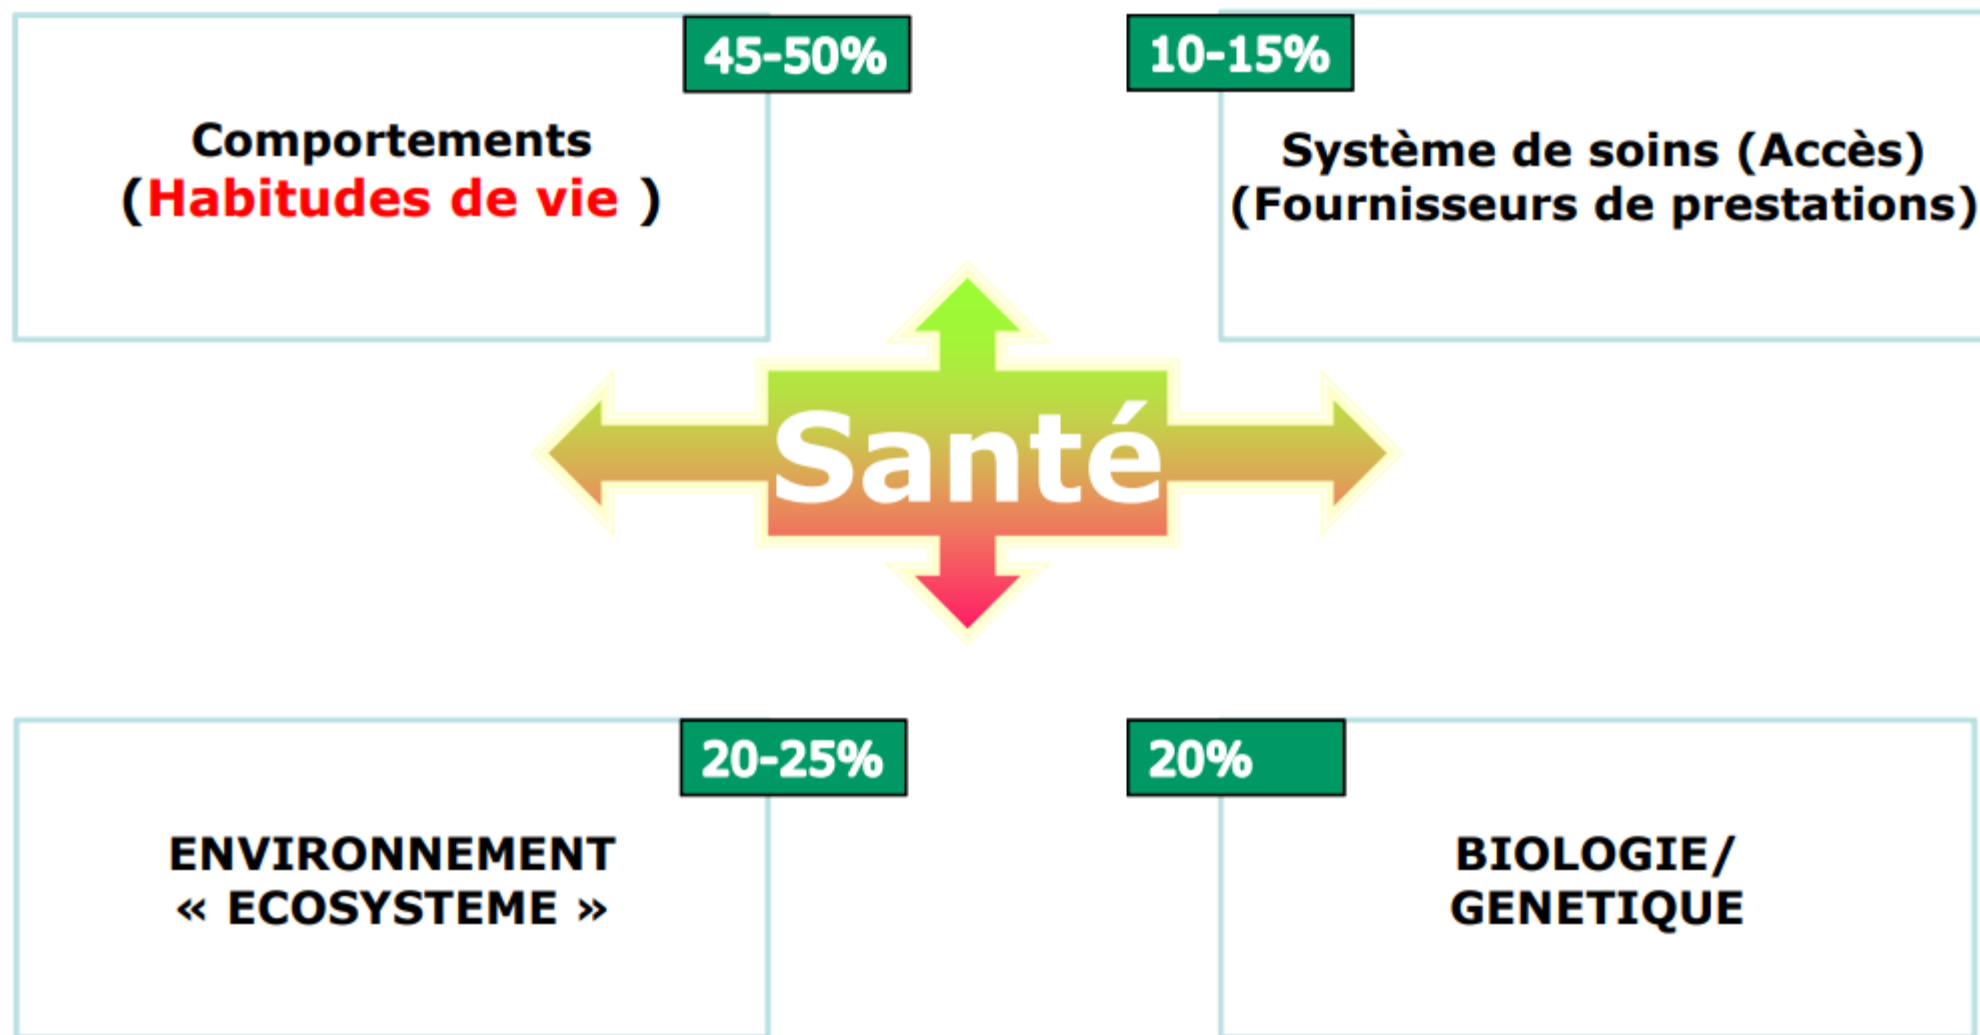 45-50%
Comportements
(Habitudes de vie )
10-15%
Système de soins (Accès)
(Fournisseurs de prestations)
Santé
20-25%
ENVIRONNEMENT
« ECOSYSTEME »
20%
BIOLOGIE/
GENETIQUE